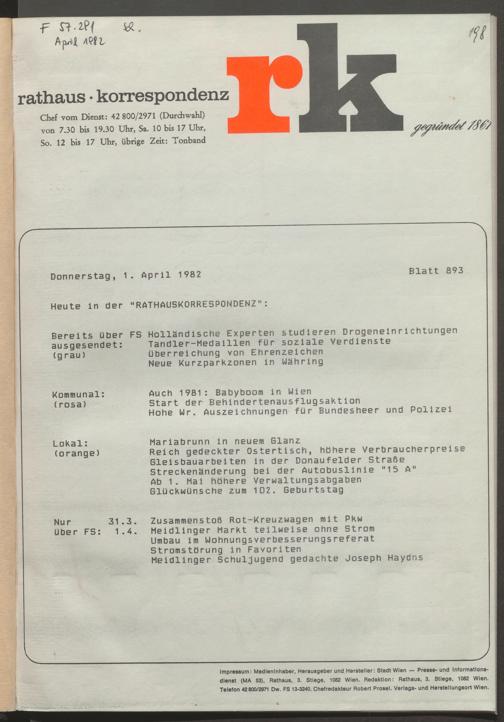 F 57.291 82.
April 1982
198
rk
rathaus · korrespondenz
gegründet 1861
Chef vom Dienst: 42 800/2971 (Durchwahl)
von 7.30 bis 19.30 Uhr, Sa. 10 bis 17 Uhr,
So. 12 bis 17 Uhr, übrige Zeit: Tonband
Donnerstag, 1. April 1982 Blatt 893
Heute in der "RATHAUSKORRESPONDENZ":
Bereits über FS Holländische Experten studieren Drogeneinrichtungen
ausgesendet: Tandler-Medaillen für soziale Verdienste
(grau) Überreichung von Ehrenzeichen
Neue Kurzparkzonen in Währing
Kommunal: Auch 1981: Babyboom in Wien
(rosa) Start der Behindertenausflugsaktion
Hohe Wr. Auszeichnungen für Bundesheer und Polizei
Lokal: Mariabrunn in neuem Glanz
(orange) Reich gedeckter Ostertisch, höhere Verbraucherpreise
Gleisbauarbeiten in der Donaufelder Straße
Streckenänderung bei der Autobuslinie "15 A"
Ab 1. Mai höhere Verwaltungsabgaben
Glückwünsche zum 102. Geburtstag
Nur 31.3. Zusammenstoß Rot-Kreuzwagen mit Pkw
über FS: 1.4. Meidlinger Markt teilweise ohne Strom
Umbau im Wohnungsverbesserungsreferat
Stromstörung in Favoriten
Meidlinger Schuljugend gedachte Joseph Haydns
Impressum: Medieninhaber, Herausgeber und Hersteller: Stadt Wien — Presse- und Informations-
dienst (MA 53), Rathaus, 3. Stiege, 1082 Wien. Redaktion: Rathaus, 3. Stiege, 1082 Wien.
Telefon 42 800/2971 Dw. FS 13-3240. Chefredakteur Robert Prosel. Verlags- und Herstellungsort Wien.